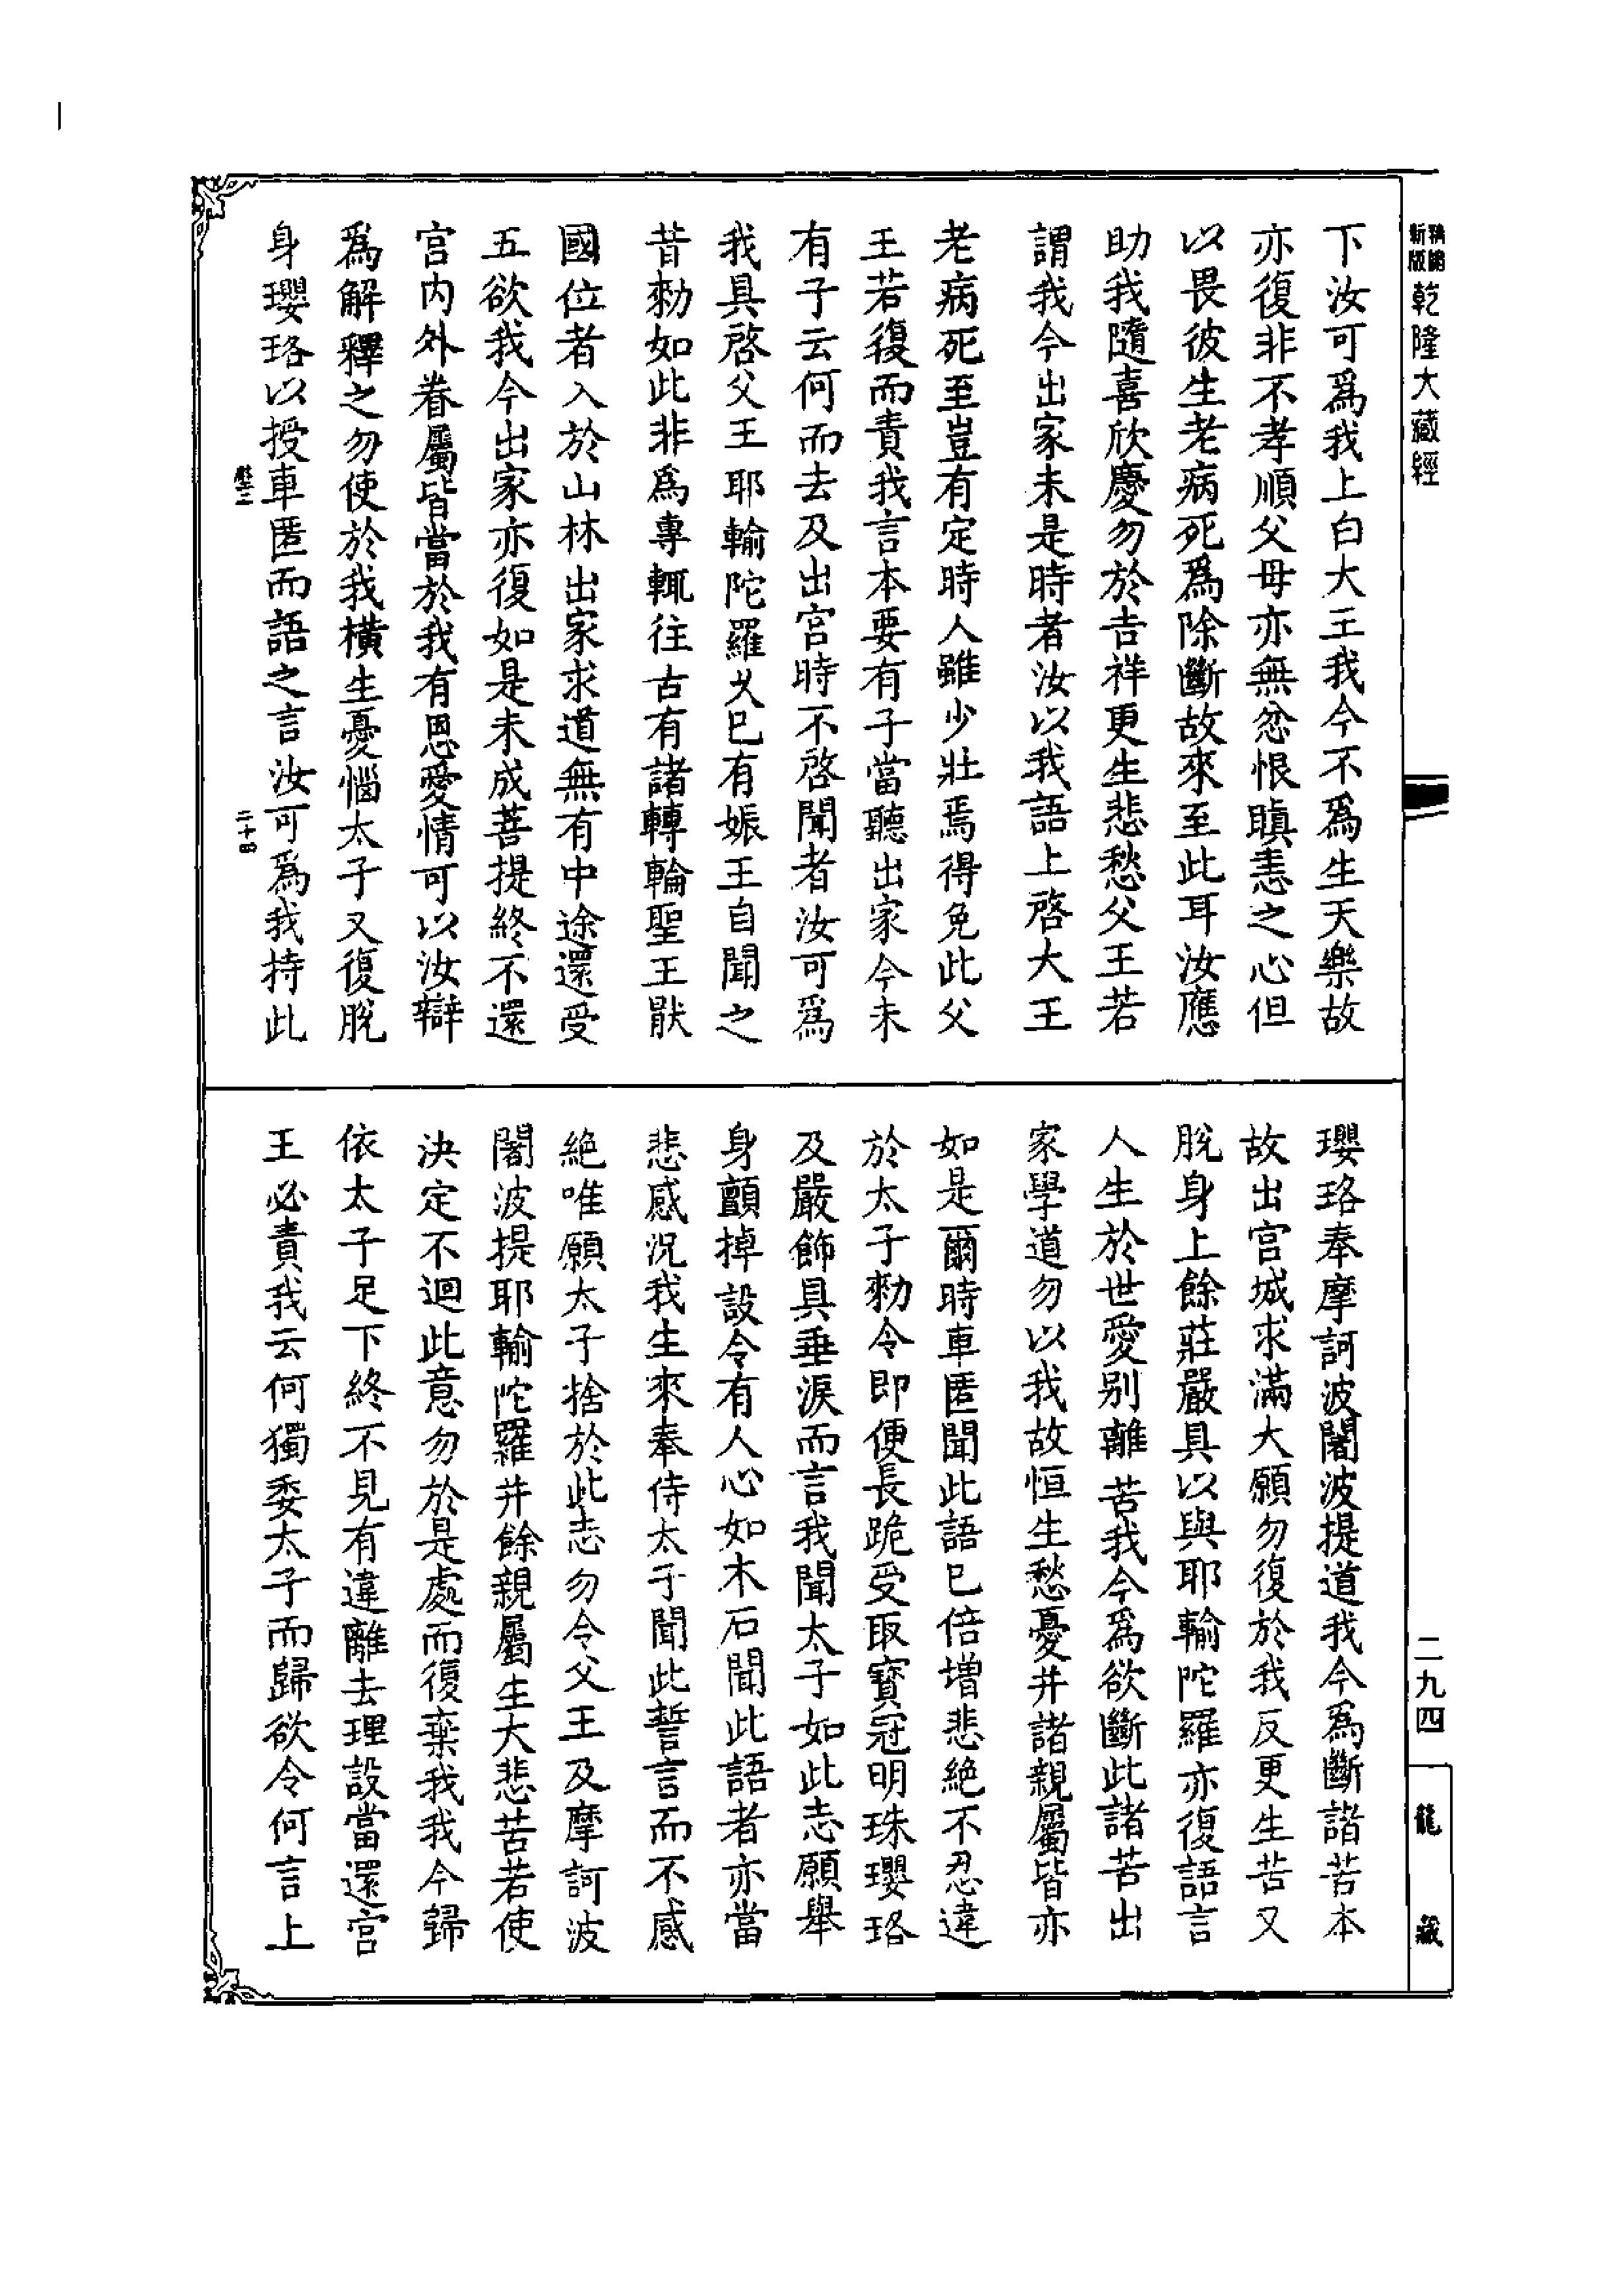 乾隆大藏經
下汝可爲我上白大王我今不爲生天樂故
亦復非不孝順父母亦無忿恨瞋恚之心但
以畏彼生老病死爲除斷故來至此耳汝應
助我隨喜欣慶勿於吉祥更生悲愁父王若
謂我今出家未是時者汝以我語上啓大王
老病死至豈有定時人雖少壯焉得免此父
王若復而責我言本要有子當聽出家今未
有子云何而去及出宮時不啓聞者汝可爲
我具啓父王耶輸陀羅久已有娠王自聞之
昔勑如此非爲專輒往古有諸轉輪聖王猒
國位者入於山林出家求道無有中途還受
五欲我今出家亦復如是未成菩提終不還
宮内外眷屬皆當於我有恩愛情可以汝辯
爲解釋之勿使於我橫生憂惱太子又復脫
身瓔珞以授車匿而語之言汝可爲我持此
二十四
瓔珞奉摩訶波闍波提道我今爲斷諸苦本
故出宮城求滿大願勿復於我反更生苦又
脫身上餘莊嚴具以與耶輸陀羅亦復語言
人生於世愛别離苦我今爲欲斷此諸苦出
家學道勿以我故恒生愁憂并諸親屬皆亦
如是爾時車匿聞此語已倍增悲絶不忍違
於太子勑令即便長跪受取寳冠明珠瓔珞
及嚴飾具垂淚而言我聞太子如此志願舉
身顫掉設令有人心如木石聞此語者亦當
悲感況我生來奉侍太子聞此誓言而不感
絶唯願太子捨於此志勿令父王及摩訶波
闍波提耶輸陀羅并餘親屬生大悲苦若使
決定不迴此意勿於是處而復棄我我今歸
依太子足下終不見有違離去理設當還宮
王必責我云何獨委太子而歸欲令何言上
二九四
龍藏